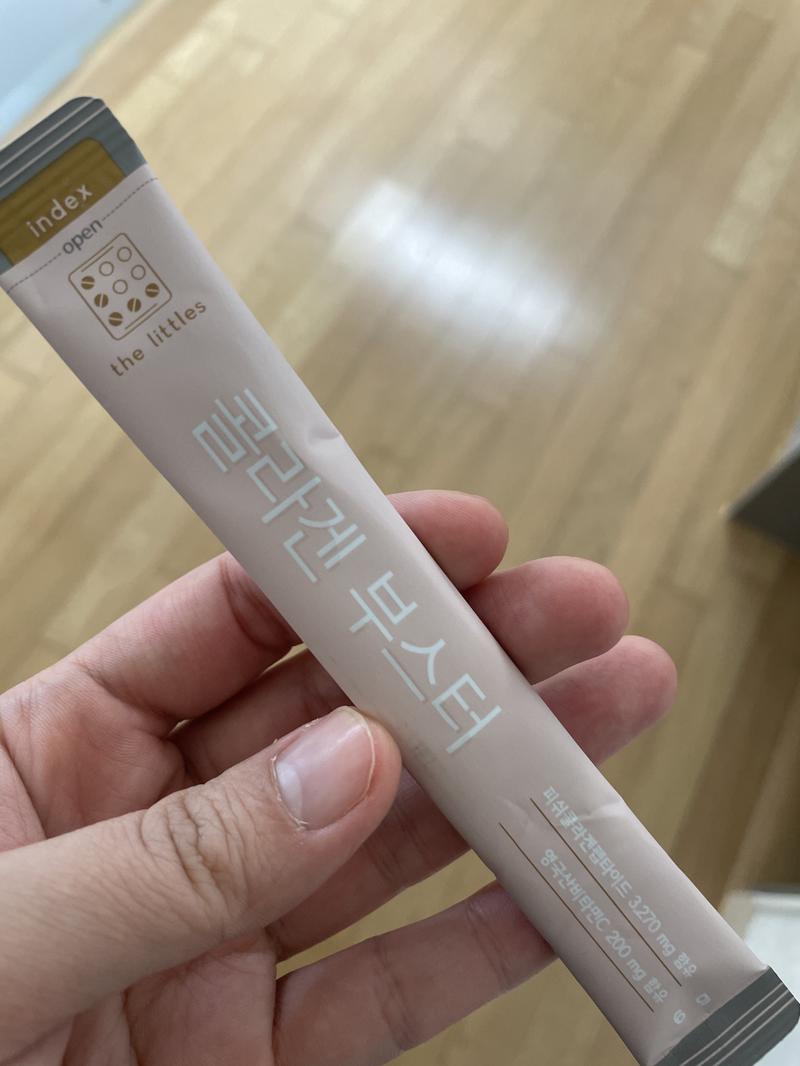 index
open
the littles
콜라겐 부스터
피쉬콜라겐펩타이드 3,270 mg 함유
영국산비타민C 200 mg 함유